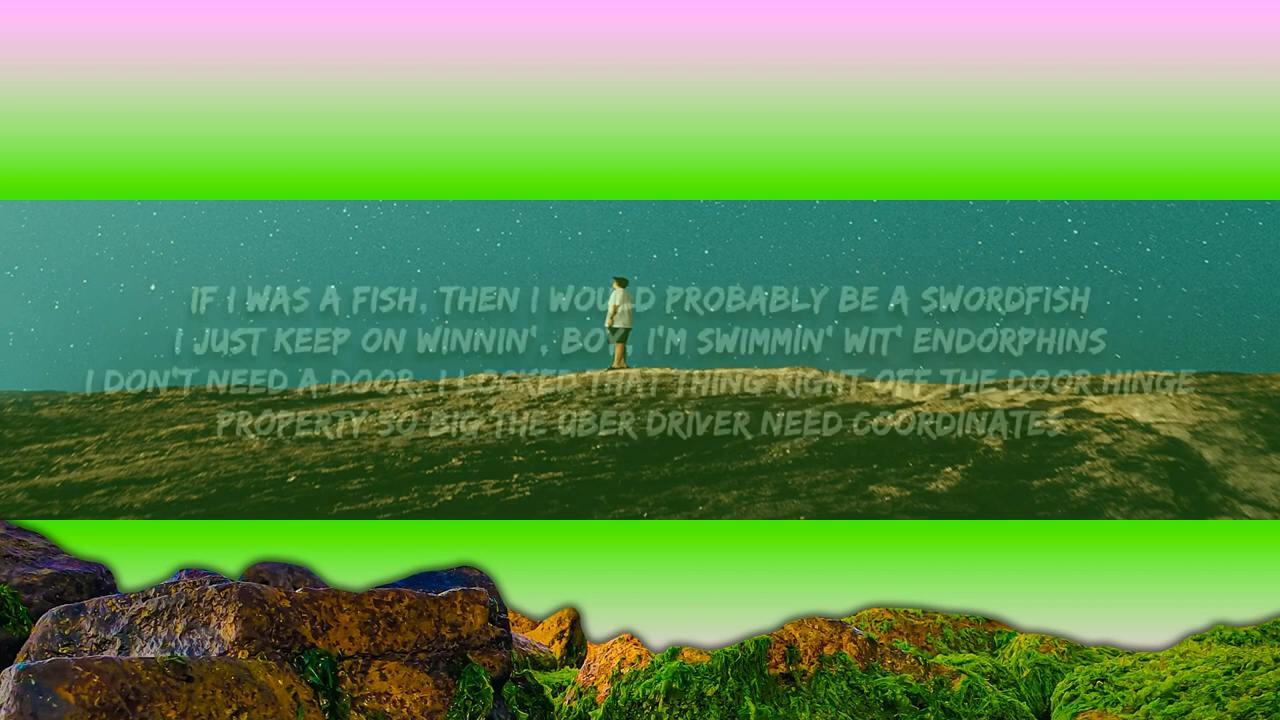 IF I WAS A FISH, THEN I WOULD PROBABLY BE A SWORDFISH
I JUST KEEP ON WINNIN', BOY, I'M SWIMMIN' WIT' ENDORPHINS
I DON'T NEED A DOOR, I LOCKED THAT THING RIGHT OFF THE DOOR HINGE
PROPERTY SO BIG THE UBER DRIVER NEED COORDINATES